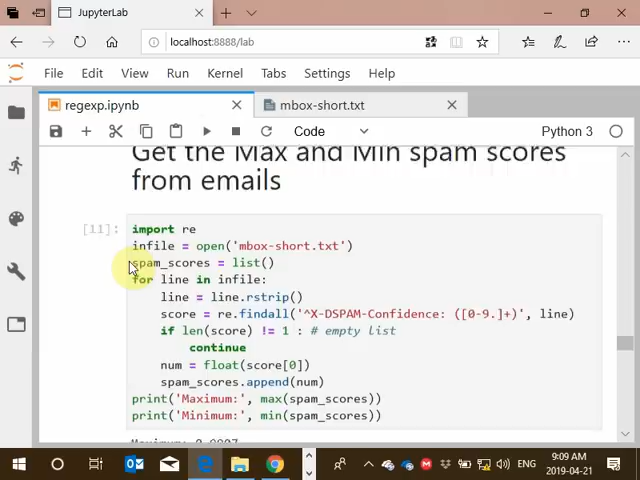 JupyterLab
localhost:8888/lab
File Edit View Run Kernel Tabs Settings Help
regexp.ipynb mbox-short.txt
Code Python 3
Get the Max and Min spam scores
from emails
[11]:
import re
infile = open('mbox-short.txt')
spam_scores = list()
for line in infile:
line = line.rstrip()
score = re.findall('^X-DSPAM-Confidence: ([0-9.]+)', line)
if len(score) != 1 : # empty list
continue
num = float(score[0])
spam_scores.append(num)
print('Maximum:', max(spam_scores))
print('Minimum:', min(spam_scores))
ENG
9:09 AM
2019-04-21